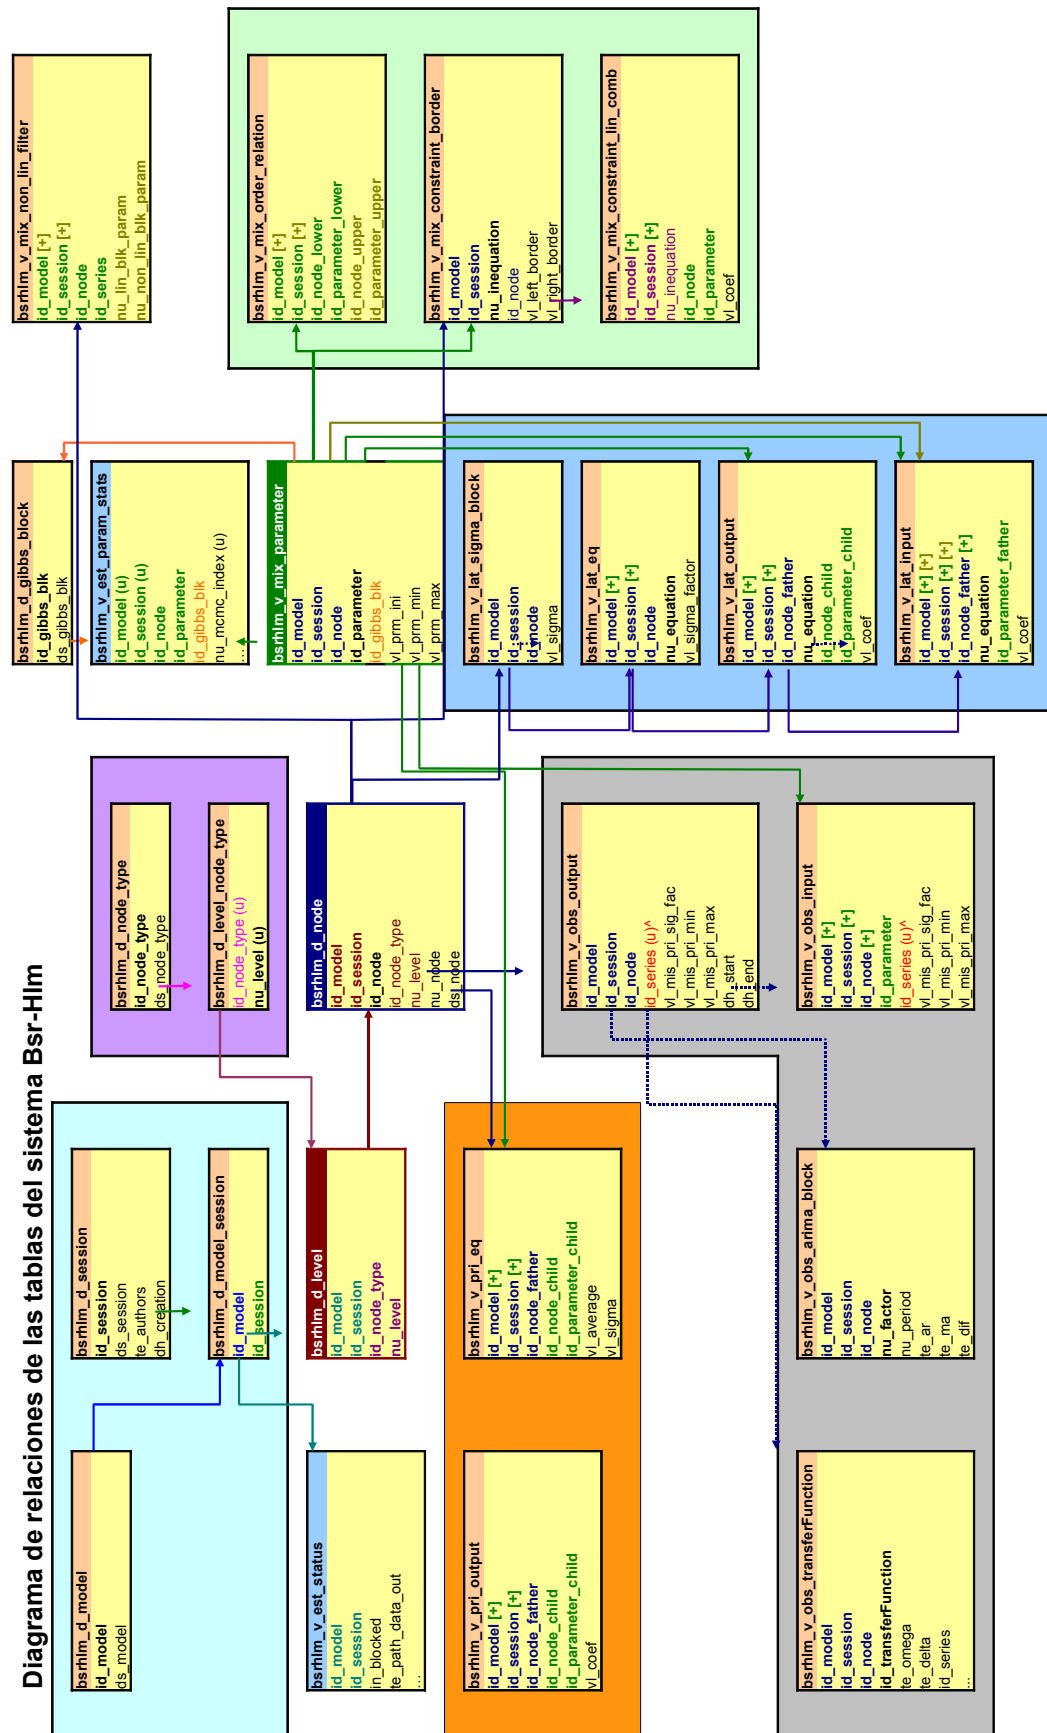 Diagrama de relaciones de las tablas del sistema Bsr-Hlm
bsrhlm_d_model
id_model
ds_model
bsrhlm_d_session
id_session
ds_session
te_authors
dh_cretion
bsrhlm_d_model_session
id_model
id_session
bsrhlm_d_node_type
id_node_type
ds_node_type
bsrhlm_d_level_node_type
id_node_type (u)
nu_level (u)
bsrhlm_d_gibbs_block
id_gibbs_blk
ds_gibbs_blk
bsrhlm_v_est_param_stats
id_model (u)
id_session (u)
id_node
id_parameter
id_gibbs_blk
nu_mcmc_index (u)
...
bsrhlm_v_mix_non_lin_filter
id_model [+]
id_session [+]
id_node
id_series
nu_lin_blk_param
nu_non_lin_blk_param
bsrhlm_v_est_status
id_model
id_session
in_blocked
te_path_data_out
...
bsrhlm_d_level
id_model
id_session
id_node_type
nu_level
bsrhlm_d_node
id_model
id_session
id_node
id_node_type
nu_level
nu_node
ds_node
bsrhlm_v_mix_parameter
id_model
id_session
id_node
id_parameter
id_gibbs_blk
vl_prm_ini
vl_prm_min
vl_prm_max
bsrhlm_v_mix_order_relation
id_model [+]
id_session [+]
id_node_lower
id_parameter_lower
id_node_upper
id_parameter_upper
bsrhlm_v_mix_constraint_border
id_model
id_session
nu_inequation
id_node
vl_left_border
vl_right_border
bsrhlm_v_mix_constraint_lin_comb
id_model [+]
id_session [+]
nu_inequation
id_node
id_parameter
vl_coef
bsrhlm_v_pri_output
id_model [+]
id_session [+]
id_node_father
id_node_child
id_parameter_child
vl_coef
bsrhlm_v_pri_eq
id_model [+]
id_session [+]
id_node_father
id_node_child
id_parameter_child
vl_average
vl_sigma
bsrhlm_v_lat_sigma_block
id_model
id_session
id_node
vl_sigma
bsrhlm_v_lat_eq
id_model [+]
id_session [+]
id_node
nu_equation
vl_sigma_factor
bsrhlm_v_lat_output
id_model [+]
id_session [+]
id_node_father
nu_equation
id_node_child
id_parameter_child
vl_coef
bsrhlm_v_lat_input
id_model [+] [+]
id_session [+] [+]
id_node_father [+]
nu_equation
id_parameter_father
vl_coef
bsrhlm_v_obs_output
id_model
id_session
id_node
id_series (u)^
vl_mis_pri_sig_fac
vl_mis_pri_min
vl_mis_pri_max
dh_start
dh_end
bsrhlm_v_obs_transferFunction
id_model
id_session
id_node
id_transferFunction
te_omega
te_delta
id_series
...
bsrhlm_v_obs_arima_block
id_model
id_session
id_node
nu_factor
nu_period
te_ar
te_ma
te_dif
bsrhlm_v_obs_input
id_model [+]
id_session [+]
id_node [+]
id_parameter
id_series (u)^
vl_mis_pri_sig_fac
vl_mis_pri_min
vl_mis_pri_max